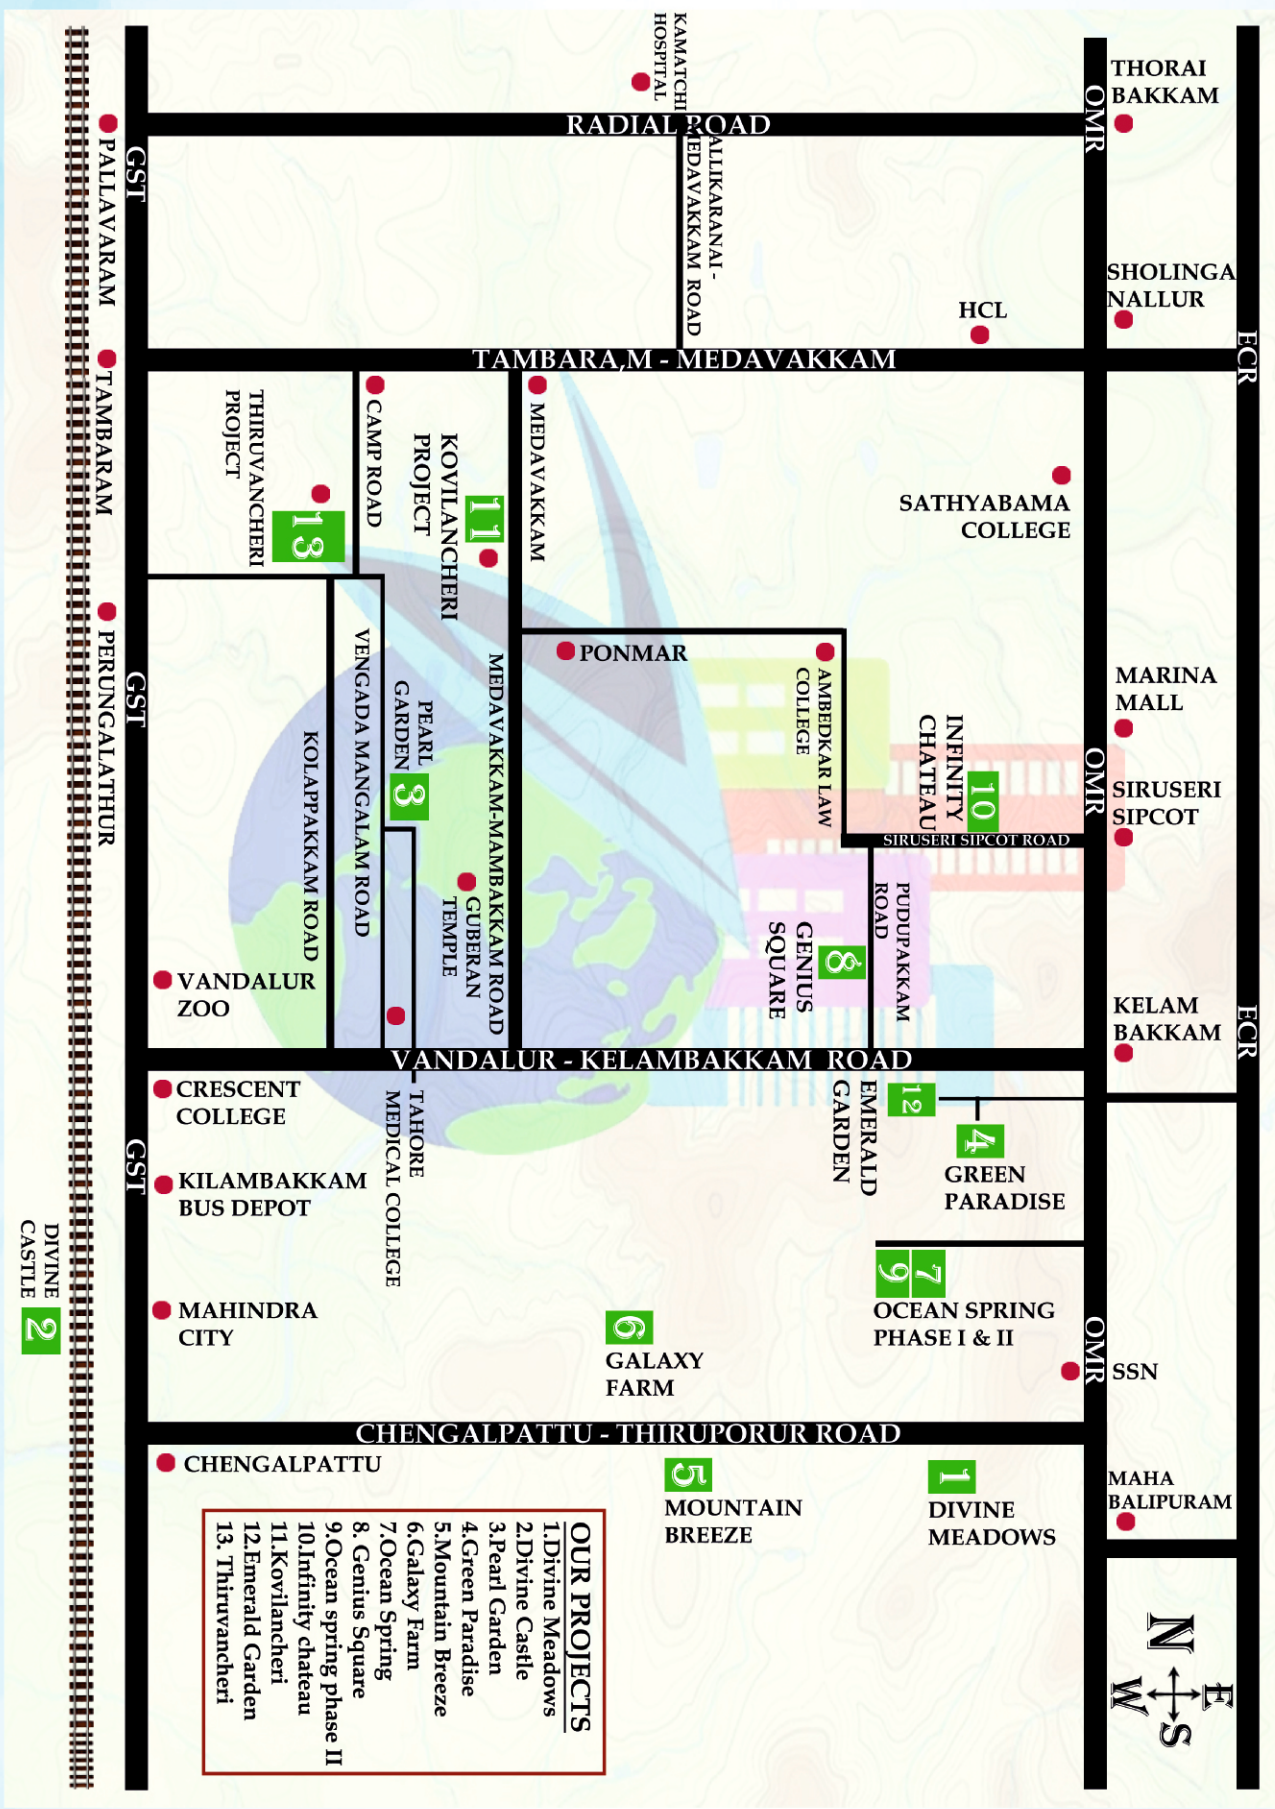 KAMATCHI
HOSPITAL
RADIAL ROAD
THORAI
BAKKAM
OMR
GST
PALLAVARAM
ALLIKARANAI -
MEDAVAKKAM ROAD
SHOLINGA
NALLUR
HCL
ECR
TAMBARA,M - MEDAVAKKAM
TAMBARAM
THIRUVANCHERI
PROJECT
13
CAMP ROAD
KOVILANCHERI
PROJECT
11
MEDAVAKKAM
SATHYABAMA
COLLEGE
PERUNGALATHUR
GST
PONMAR
AMBEDKAR LAW
COLLEGE
MARINA
MALL
INFINITY
CHATEAU
10
OMR
SIRUSERI
SIPCOT
SIRUSERI SIPCOT ROAD
KOLAPPAKKAM ROAD
VENGADA MANGALAM ROAD
PEARL
GARDEN
3
MEDAVAKKAM-MAMBAKKAM ROAD
GUBERAN
TEMPLE
GENIUS
SQUARE
8
PUDUPAKKAM
ROAD
VANDALUR
ZOO
KELAM
BAKKAM
ECR
VANDALUR - KELAMBAKKAM ROAD
CRESCENT
COLLEGE
TAHORE
MEDICAL COLLEGE
EMERALD
GARDEN
12
4
GREEN
PARADISE
GST
KILAMBAKKAM
BUS DEPOT
DIVINE
CASTLE
2
MAHINDRA
CITY
6
GALAXY
FARM
7
9
OCEAN SPRING
PHASE I & II
OMR
SSN
CHENGALPATTU - THIRUPORUR ROAD
CHENGALPATTU
5
MOUNTAIN
BREEZE
1
DIVINE
MEADOWS
MAHA
BALIPURAM
OUR PROJECTS
1.Divine Meadows
2.Divine Castle
3.Pearl Garden
4.Green Paradise
5.Mountain Breeze
6.Galaxy Farm
7.Ocean Spring
8. Genius Square
9.Ocean spring phase II
10.Infinity chateau
11.Kovilancheri
12.Emerald Garden
13. Thiruvancheri
N
E
W
S